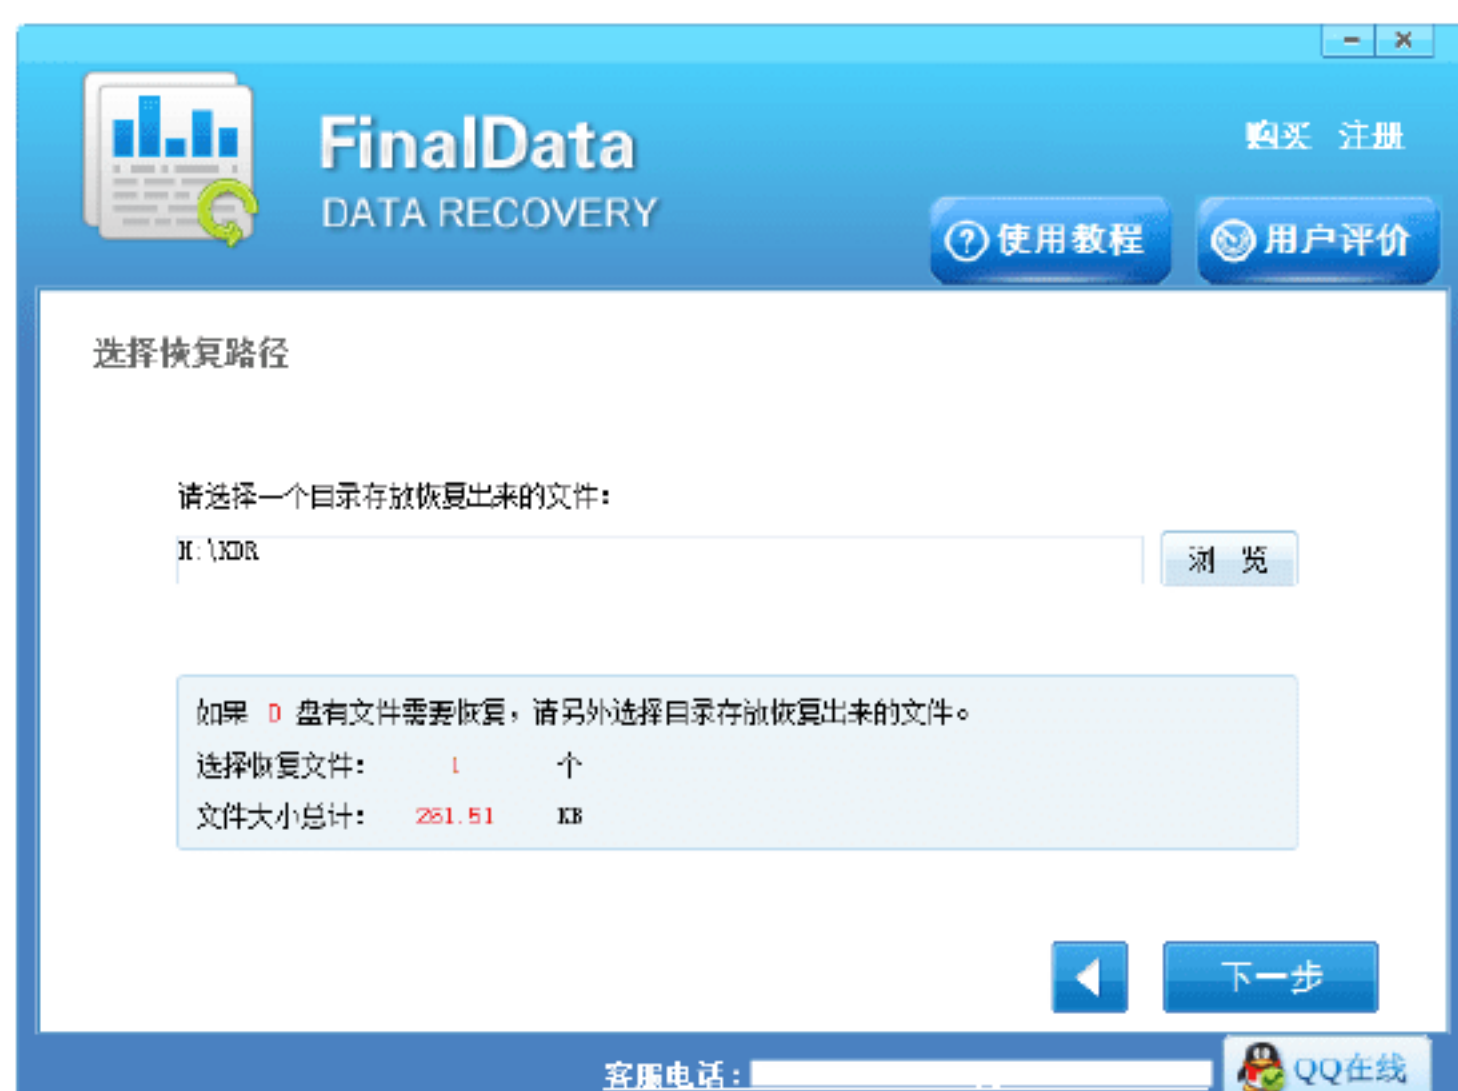 FinalData
DATA RECOVERY
购买 注册
使用教程 用户评价
选择恢复路径
请选择一个目录存放恢复出来的文件:
浏 览
如果 D 盘有文件需要恢复,请另外选择目录存放恢复出来的文件。
选择恢复文件: 1 个
文件大小总计: 261.51 KB
下一步
客服电话:
QQ在线